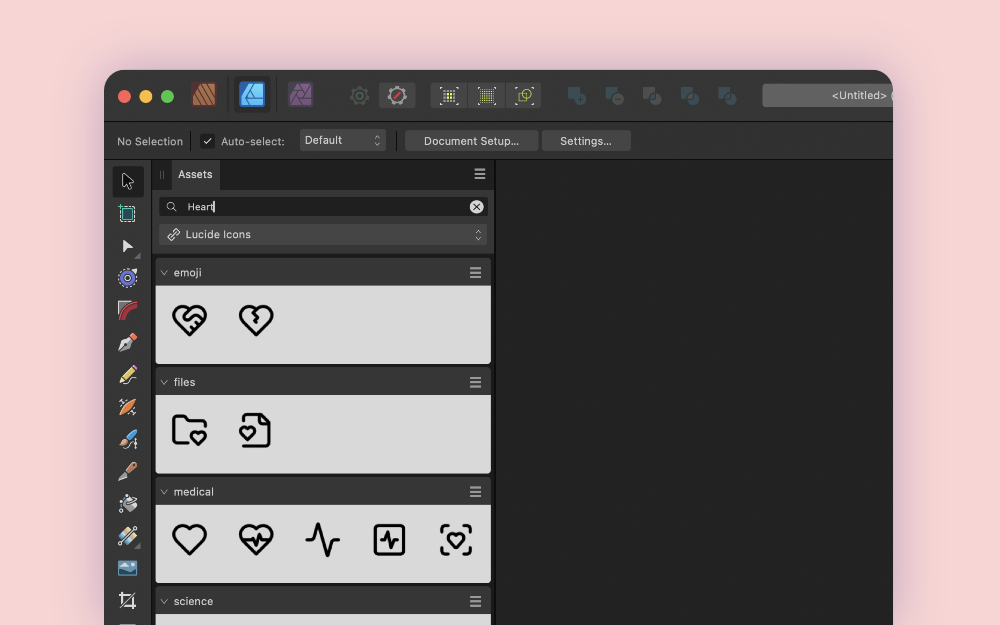 <Untitled> (
No Selection
Auto-select:
Default
Document Setup...
Settings...
Assets
Heart
Lucide Icons
emoji
files
medical
science